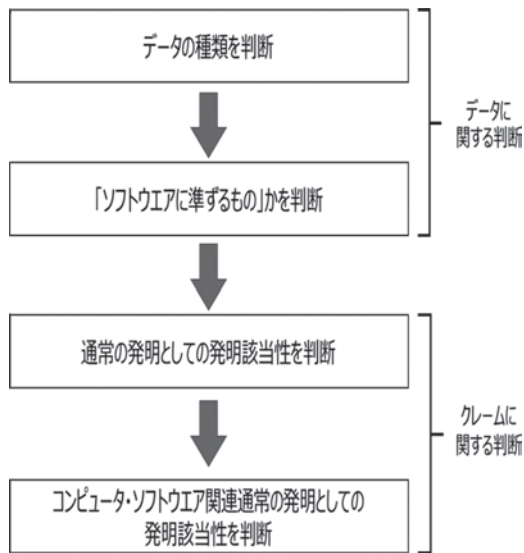 データの種類を判断
データに
関する判断
「ソフトウエアに準ずるもの」かを判断
通常の発明としての発明該当性を判断
クレームに
関する判断
コンピュータ・ソフトウエア関連通常の発明としての
発明該当性を判断